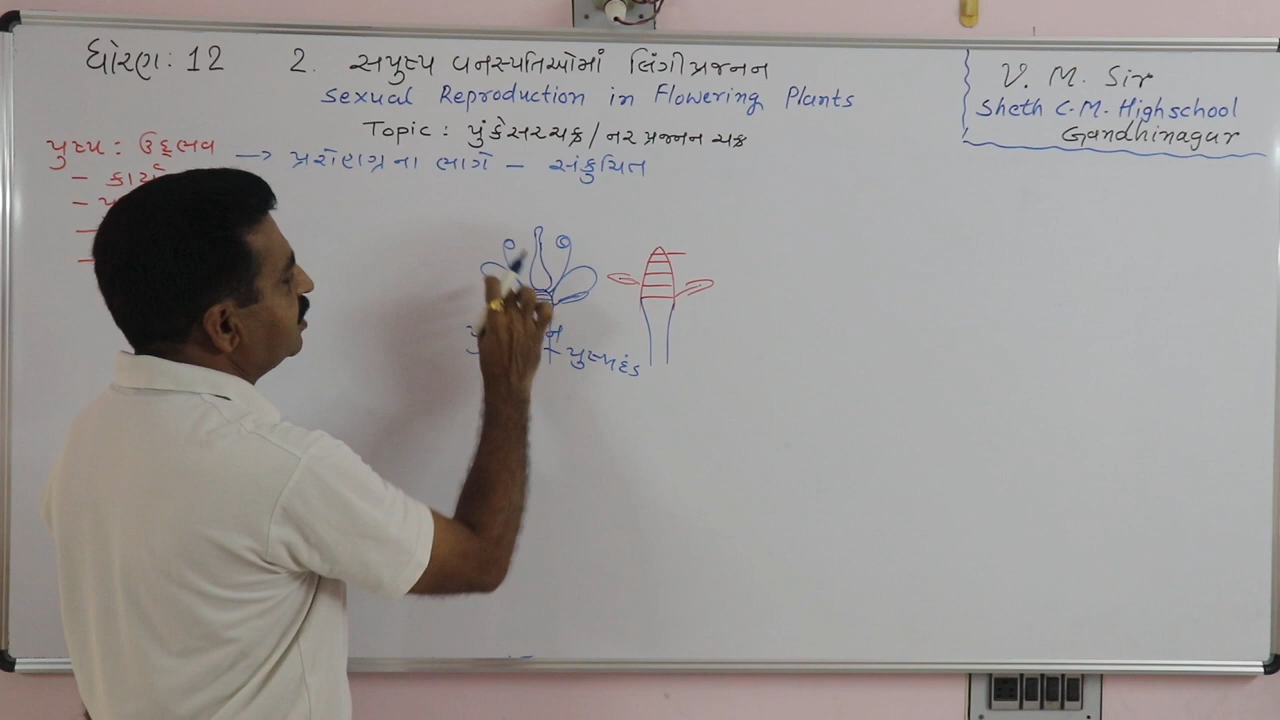 ધોરણ : 12
2. સપુષ્પ વનસ્પતિઓમાં લિંગીપ્રજનન
Sexual Reproduction in Flowering Plants
Topic : પુંકેસરચક્ર / નર પ્રજનન ચક્ર
V. M. Sir
Sheth C. M. Highschool
Gandhinagar
પુષ્પ : ઉદ્ભવ → પ્રરોહાગ્રના ભાગે – સંકુચિત
પુષ્પદંડ